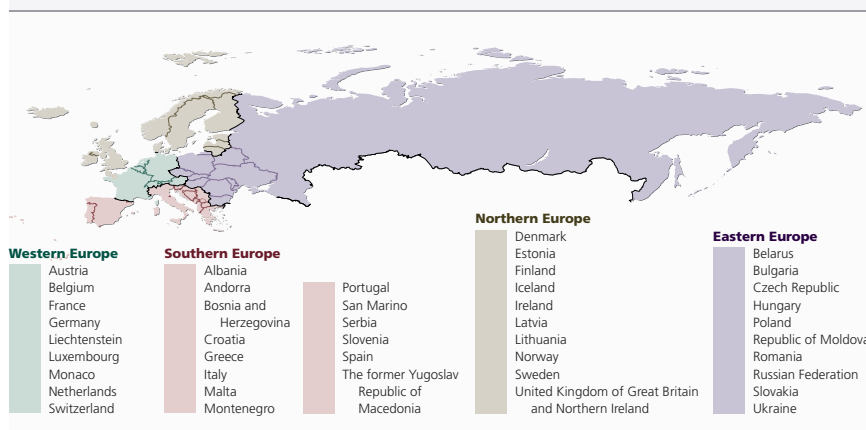 Western Europe
Austria
Belgium
France
Germany
Liechtenstein
Luxembourg
Monaco
Netherlands
Switzerland
Southern Europe
Albania
Andorra
Bosnia and
Herzegovina
Croatia
Greece
Italy
Malta
Montenegro
Portugal
San Marino
Serbia
Slovenia
Spain
The former Yugoslav
Republic of
Macedonia
Northern Europe
Denmark
Estonia
Finland
Iceland
Ireland
Latvia
Lithuania
Norway
Sweden
United Kingdom of Great Britain
and Northern Ireland
Eastern Europe
Belarus
Bulgaria
Czech Republic
Hungary
Poland
Republic of Moldova
Romania
Russian Federation
Slovakia
Ukraine